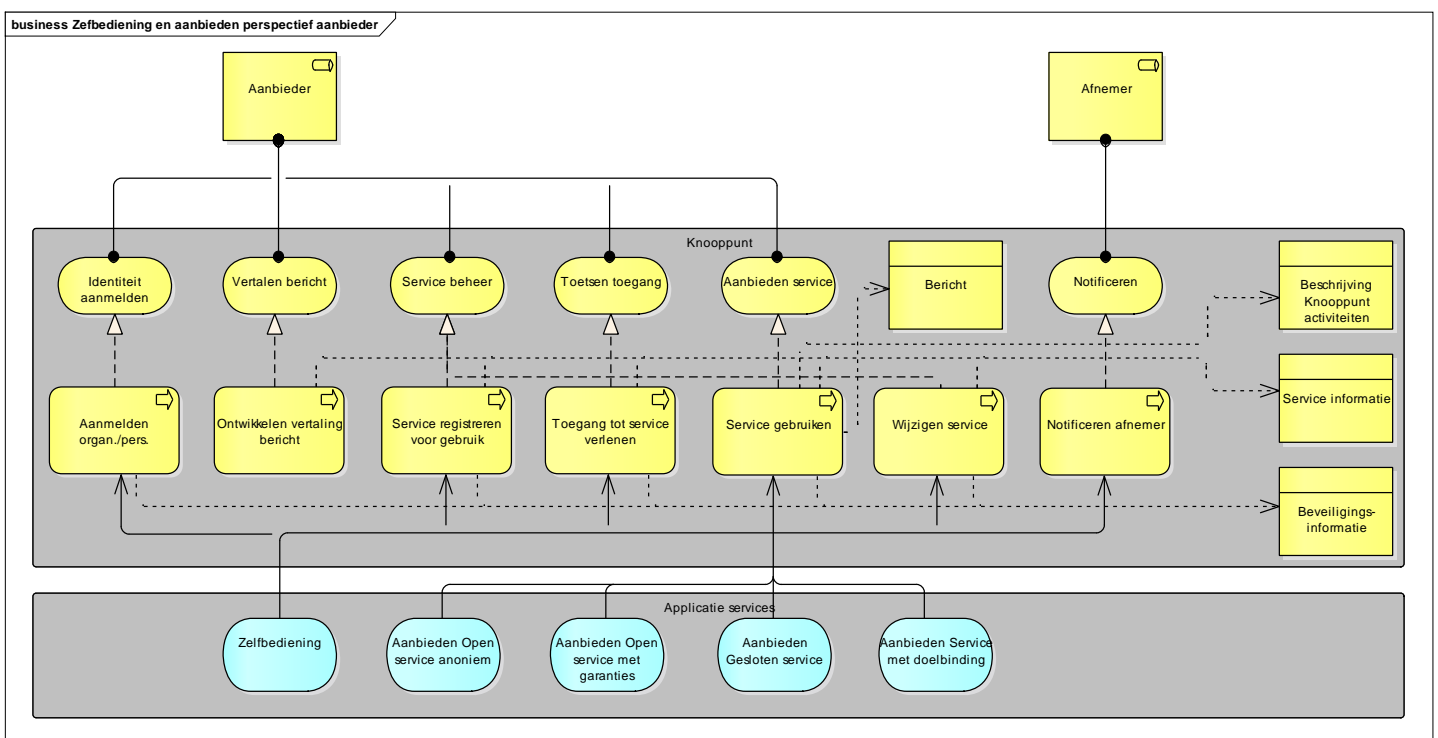 business Zefbediening en aanbieden perspectief aanbieder
Aanbieder
Afnemer
Knooppunt
Identiteit
aanmelden
Vertalen bericht
Service beheer
Toetsen toegang
Aanbieden service
Bericht
Notificeren
Beschrijving
Knooppunt
activiteiten
Service informatie
Aanmelden
organ./pers.
Ontwikkelen vertaling
bericht
Service registreren
voor gebruik
Toegang tot service
verlenen
Service gebruiken
Wijzigen service
Notificeren afnemer
Beveiligings-
informatie
Applicatie services
Zelfbediening
Aanbieden Open
service anoniem
Aanbieden Open
service met
garanties
Aanbieden
Gesloten service
Aanbieden Service
met doelbinding